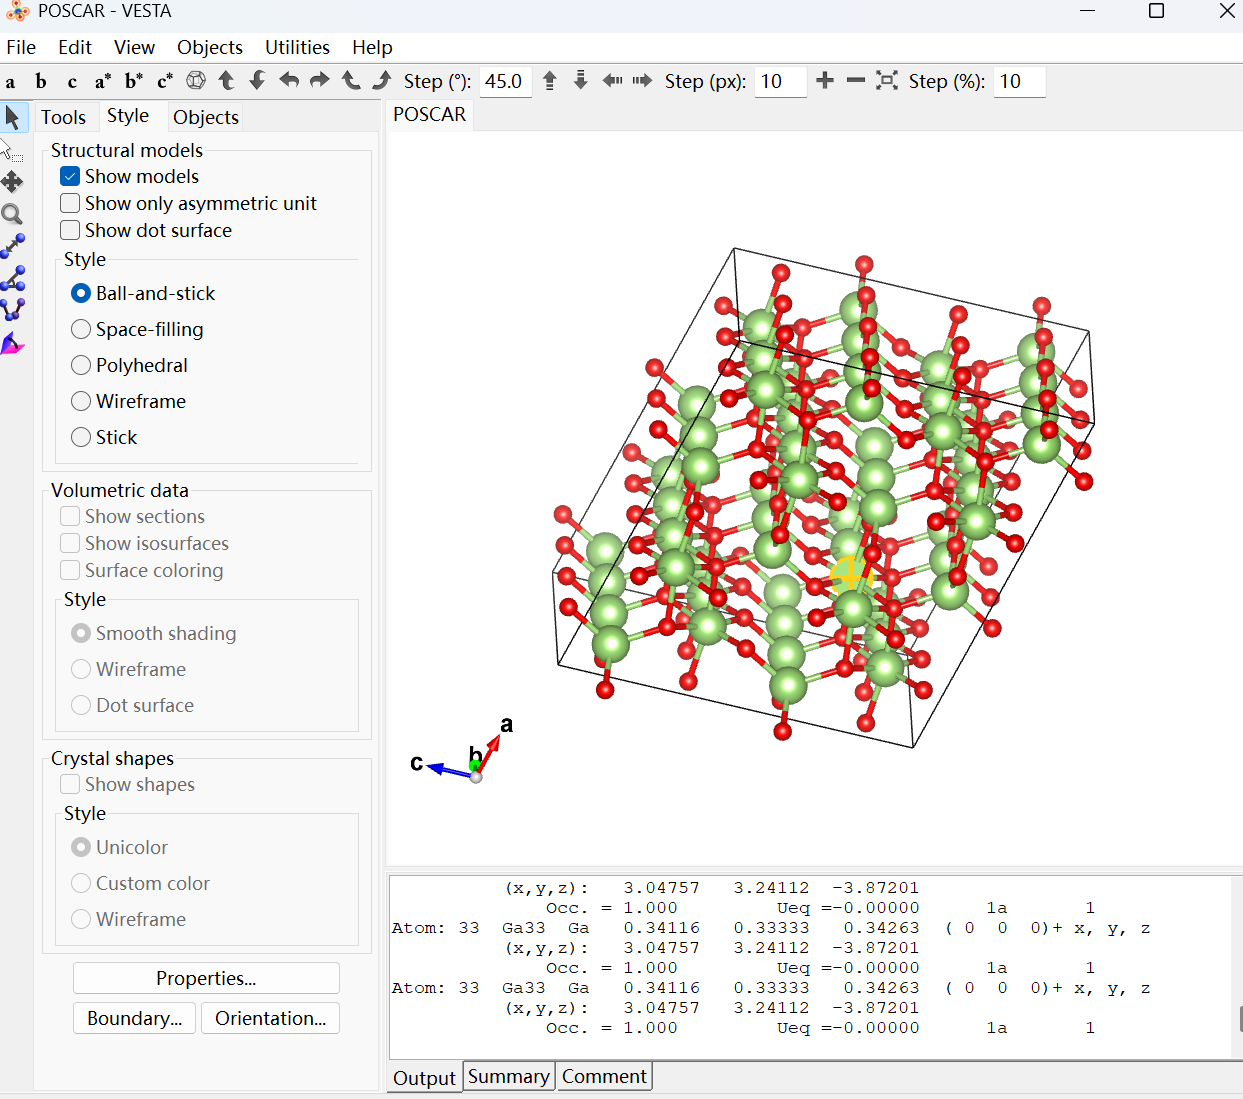 POSCAR - VESTA
File Edit View Objects Utilities Help
a b c a* b* c* Step (°): 45.0 Step (px): 10 Step (%): 10
Tools Style Objects
POSCAR
Structural models
Show models
Show only asymmetric unit
Show dot surface
Style
Ball-and-stick
Space-filling
Polyhedral
Wireframe
Stick
Volumetric data
Show sections
Show isosurfaces
Surface coloring
Style
Smooth shading
Wireframe
Dot surface
Crystal shapes
Show shapes
Style
Unicolor
Custom color
Wireframe
Properties...
Boundary... Orientation...
a
b
c
(x,y,z): 3.04757 3.24112 -3.87201
Occ. = 1.000 Ueq =-0.00000 1a 1
Atom: 33 Ga33 Ga 0.34116 0.33333 0.34263 ( 0 0 0)+ x, y, z
(x,y,z): 3.04757 3.24112 -3.87201
Occ. = 1.000 Ueq =-0.00000 1a 1
Atom: 33 Ga33 Ga 0.34116 0.33333 0.34263 ( 0 0 0)+ x, y, z
(x,y,z): 3.04757 3.24112 -3.87201
Occ. = 1.000 Ueq =-0.00000 1a 1
Output Summary Comment